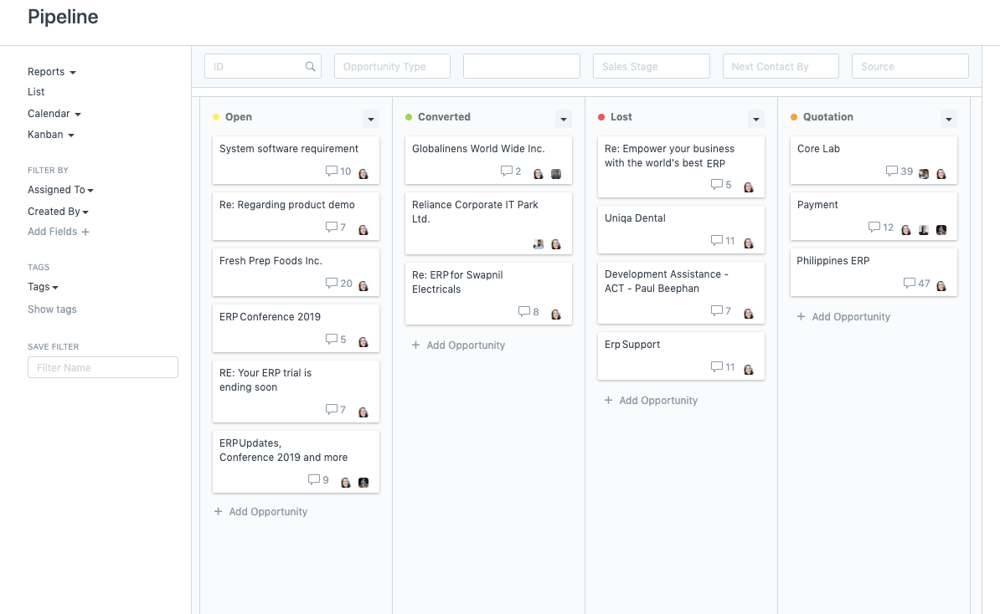 Pipeline
Reports
List
Calendar
Kanban
FILTER BY
Assigned To
Created By
Add Fields
TAGS
Tags
Show tags
SAVE FILTER
Filter Name
ID
Opportunity Type
Sales Stage
Next Contact By
Source
Open
System software requirement
10
Re: Regarding product demo
7
Fresh Prep Foods Inc.
20
ERP Conference 2019
5
RE: Your ERP trial is
ending soon
7
ERPUpdates,
Conference 2019 and more
9
Add Opportunity
Converted
Globalinens World Wide Inc.
2
Reliance Corporate IT Park
Ltd.
Re: ERP for Swapnil
Electricals
8
Add Opportunity
Lost
Re: Empower your business
with the world's best ERP
5
Uniqa Dental
11
Development Assistance -
ACT - Paul Beephan
7
Erp Support
11
Add Opportunity
Quotation
Core Lab
39
Payment
12
Philippines ERP
47
Add Opportunity